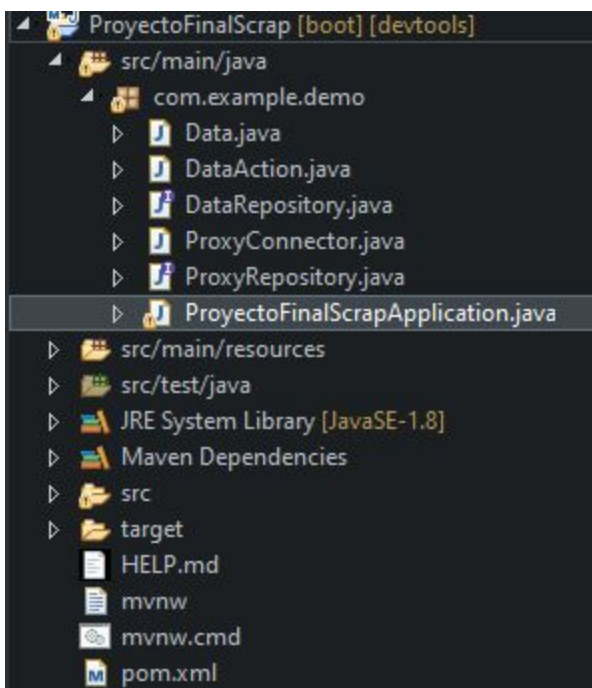 ProyectoFinalScrap [boot] [devtools]
src/main/java
com.example.demo
Data.java
DataAction.java
DataRepository.java
ProxyConnector.java
ProxyRepository.java
ProyectoFinalScrapApplication.java
src/main/resources
src/test/java
JRE System Library [JavaSE-1.8]
Maven Dependencies
src
target
HELP.md
mvnw
mvnw.cmd
pom.xml